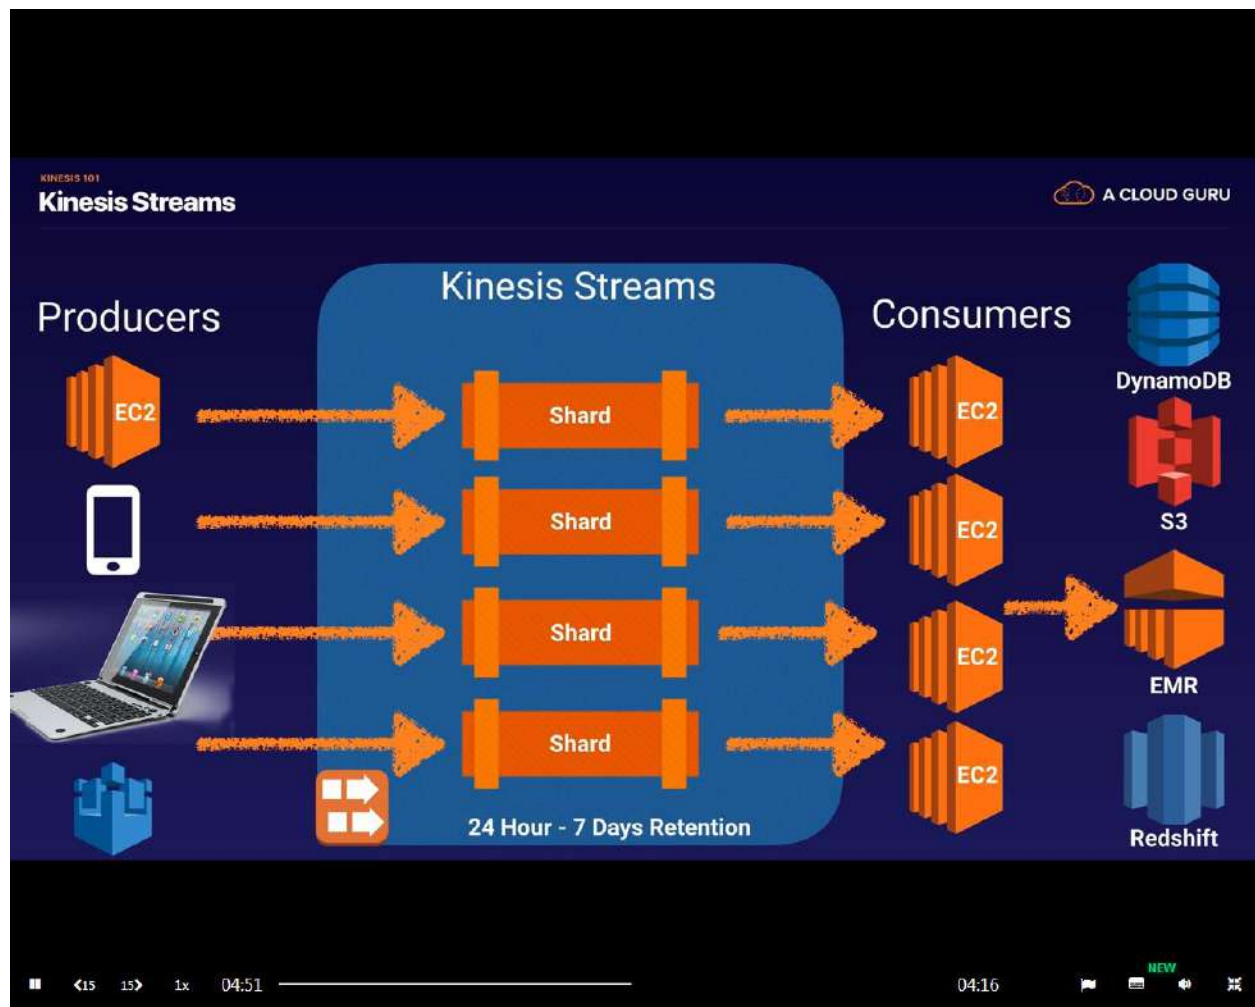 KINESIS 101
Kinesis Streams
A CLOUD GURU
Kinesis Streams
Producers
Consumers
DynamoDB
EC2
Shard
EC2
S3
Shard
EC2
Shard
EC2
EMR
Shard
EC2
24 Hour - 7 Days Retention
Redshift
15
15
1x
04:51
04:16
NEW